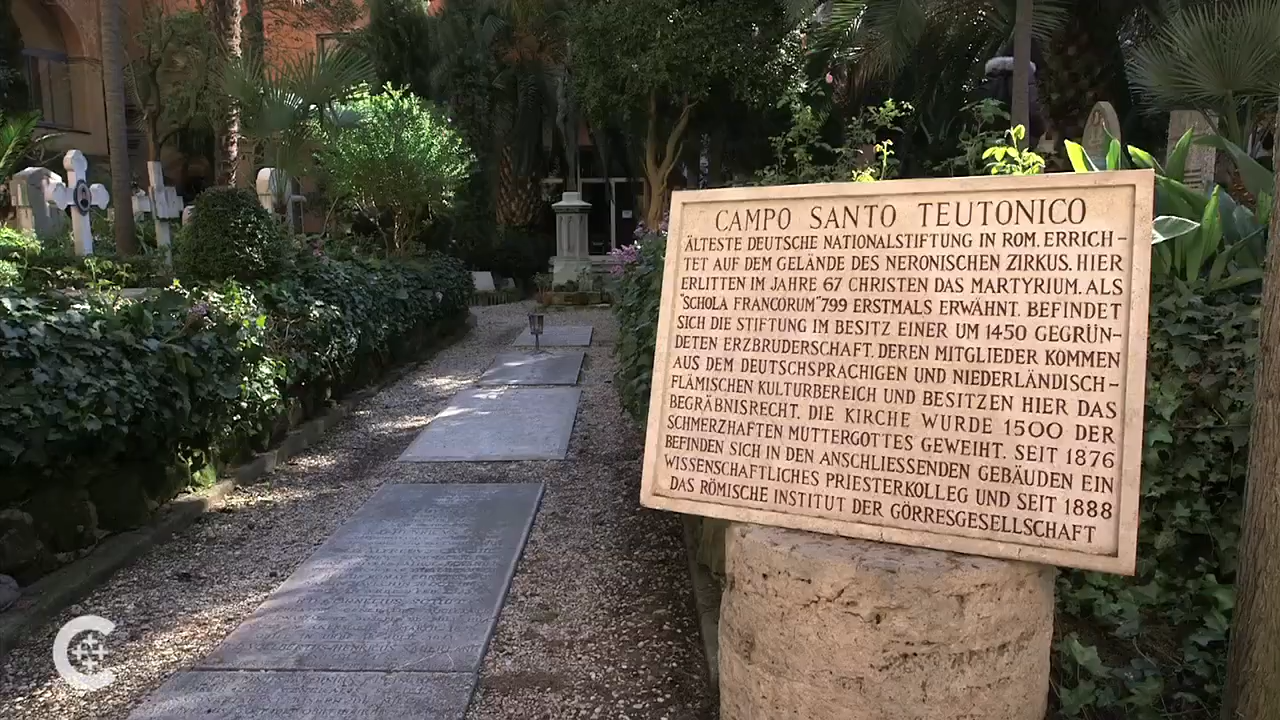 CAMPO SANTO TEUTONICO
ÄLTESTE DEUTSCHE NATIONALSTIFTUNG IN ROM. ERRICH-
TET AUF DEM GELÄNDE DES NERONISCHEN ZIRKUS. HIER
ERLITTEN IM JAHRE 67 CHRISTEN DAS MARTYRIUM. ALS
"SCHOLA FRANCORUM" 799 ERSTMALS ERWÄHNT. BEFINDET
SICH DIE STIFTUNG IM BESITZ EINER UM 1450 GEGRÜN-
DETEN ERZBRUDERSCHAFT. DEREN MITGLIEDER KOMMEN
AUS DEM DEUTSCHSPRACHIGEN UND NIEDERLÄNDISCH-
FLÄMISCHEN KULTURBEREICH UND BESITZEN HIER DAS
BEGRÄBNISRECHT. DIE KIRCHE WURDE 1500 DER
SCHMERZHAFTEN MUTTERGOTTES GEWEIHT. SEIT 1876
BEFINDEN SICH IN DEN ANSCHLIESSENDEN GEBÄUDEN EIN
WISSENSCHAFTLICHES PRIESTERKOLLEG UND SEIT 1888
DAS RÖMISCHE INSTITUT DER GÖRRESGESELLSCHAFT